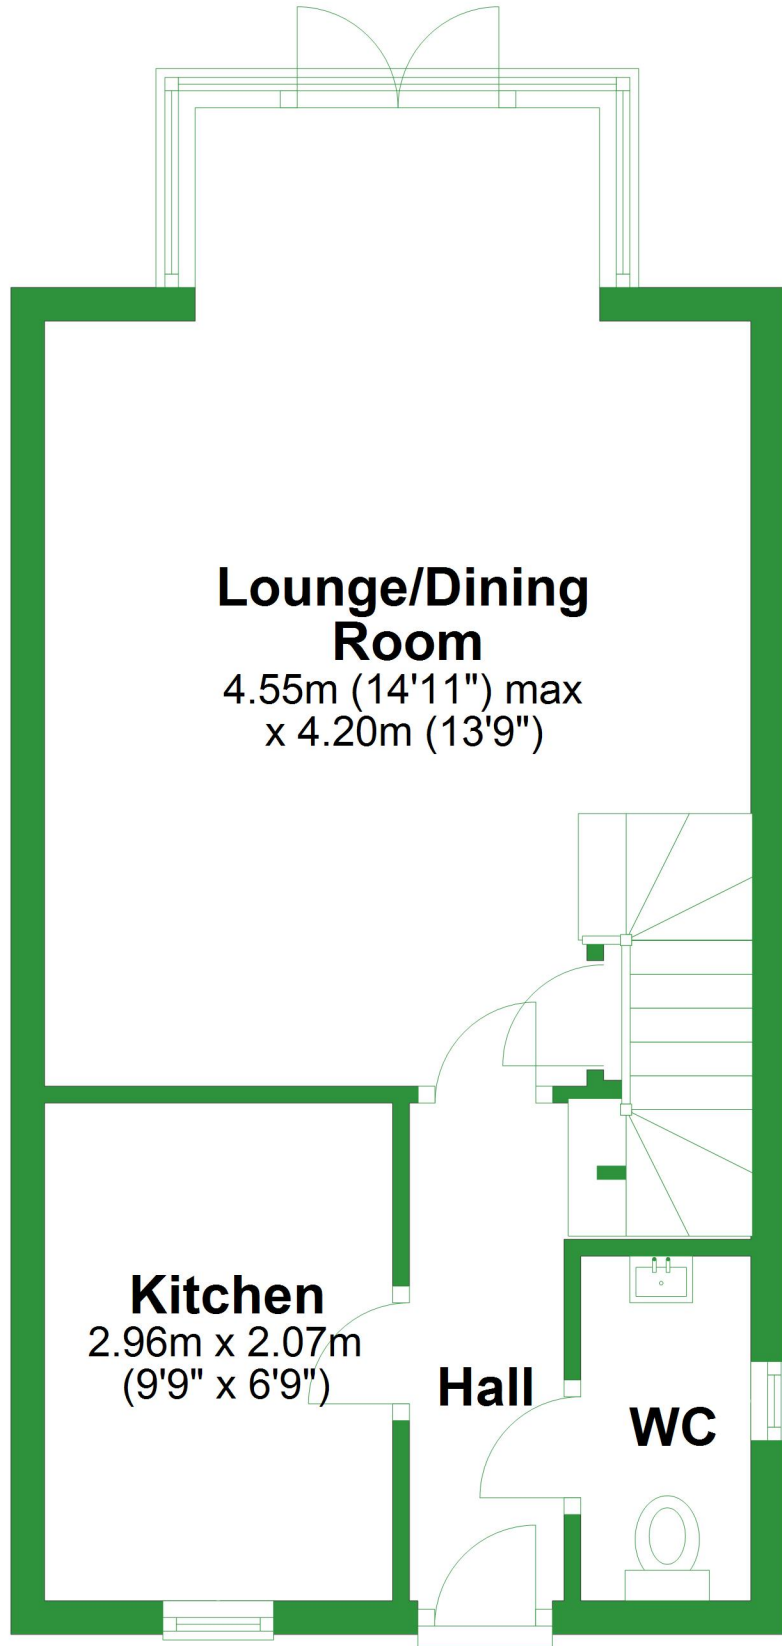 Lounge/Dining
Room
4.55m (14'11") max
x 4.20m (13'9")
Kitchen
2.96m x 2.07m
(9'9" x 6'9")
Hall
WC